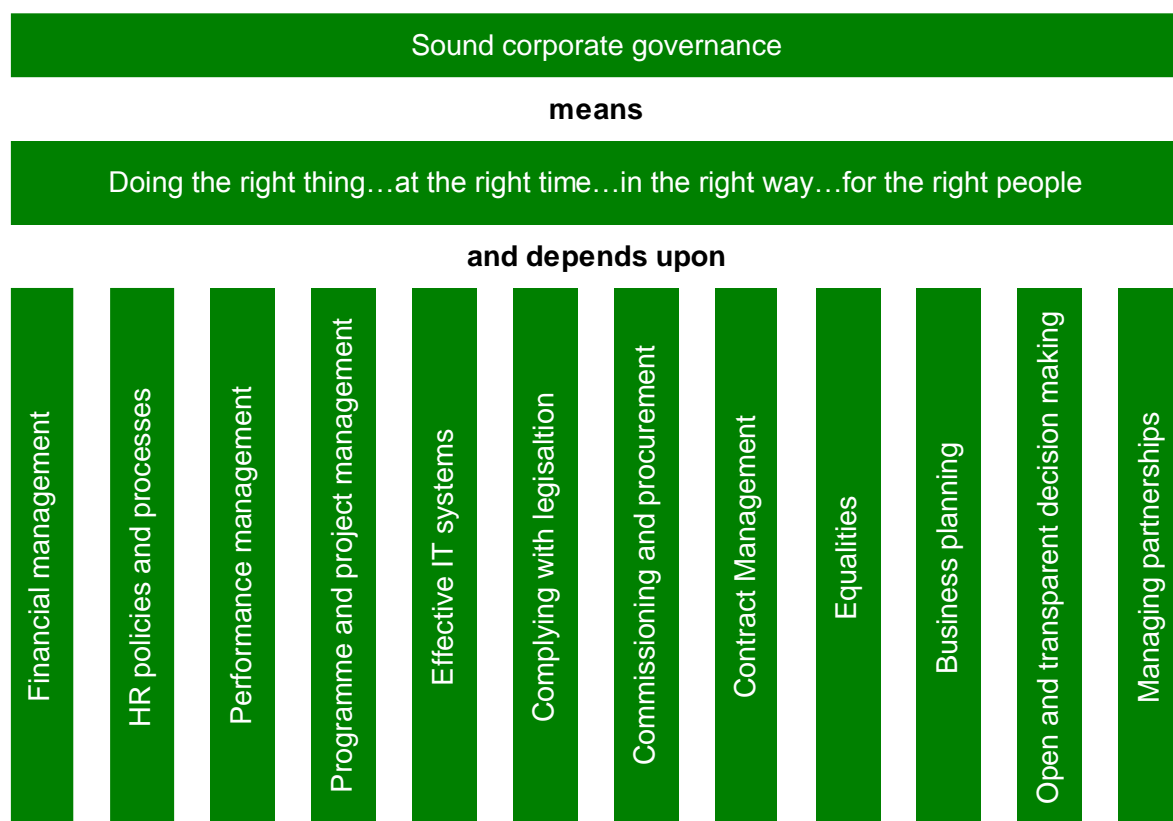 Sound corporate governance
means
Doing the right thing…at the right time…in the right way…for the right people
and depends upon
Financial management
HR policies and processes
Performance management
Programme and project management
Effective IT systems
Complying with legisaltion
Commissioning and procurement
Contract Management
Equalities
Business planning
Open and transparent decision making
Managing partnerships